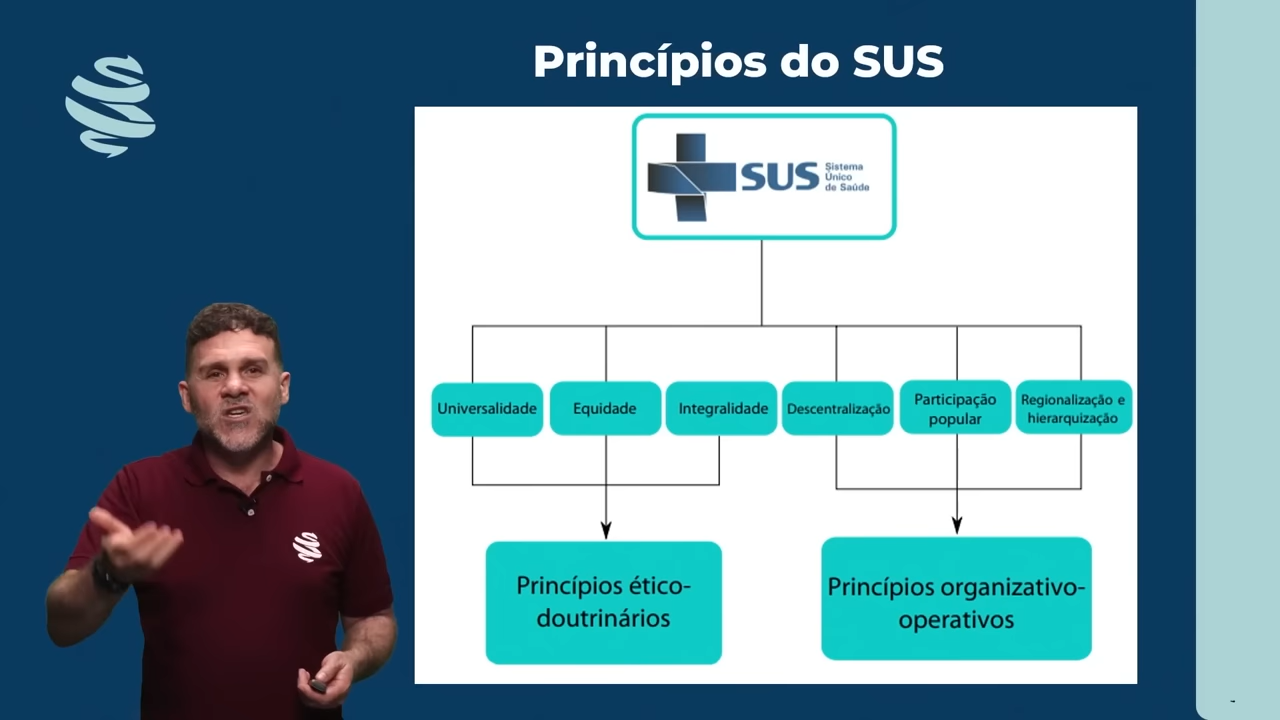 Princípios do SUS
SUS
Sistema
Único
de Saúde
Universalidade
Equidade
Integralidade
Descentralização
Participação
popular
Regionalização e
hierarquização
Princípios ético-
doutrinários
Princípios organizativo-
operativos